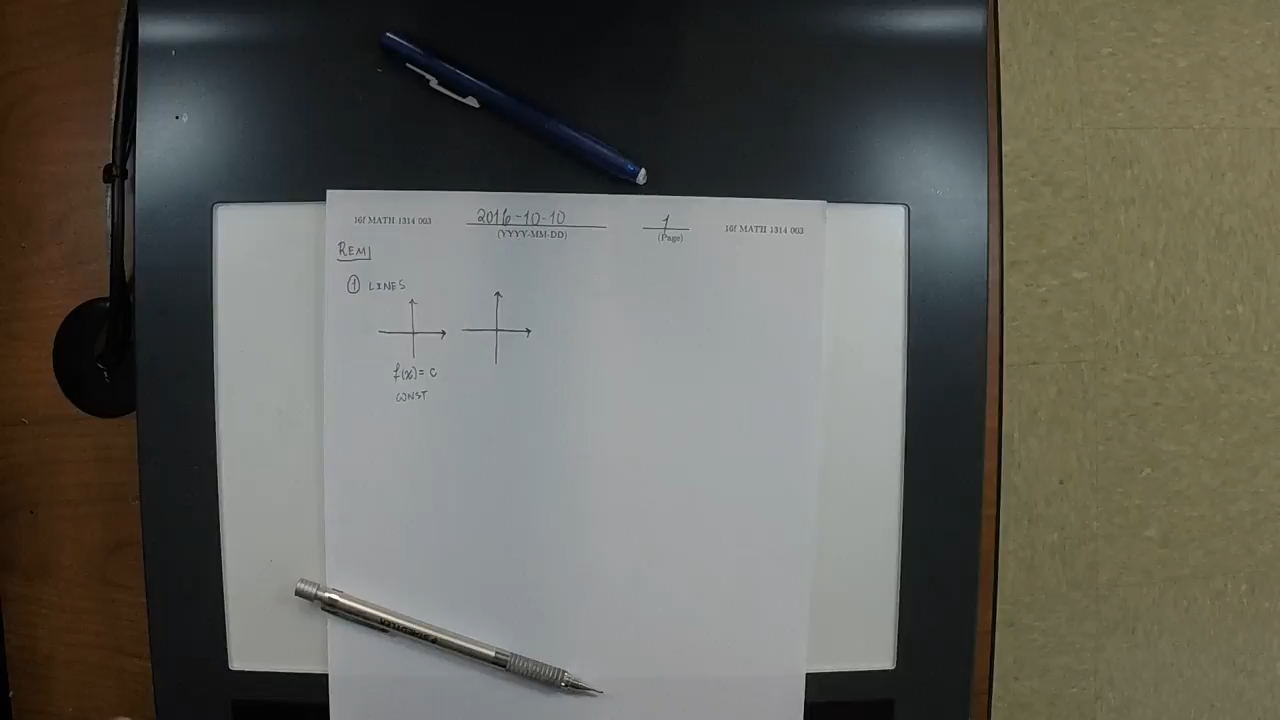 16f MATH 1314 003 2016-10-10 1 16f MATH 1314 003
(YYYY-MM-DD) (Page)
REM
① LINES
f(x) = c
CONST
STAEDTLER